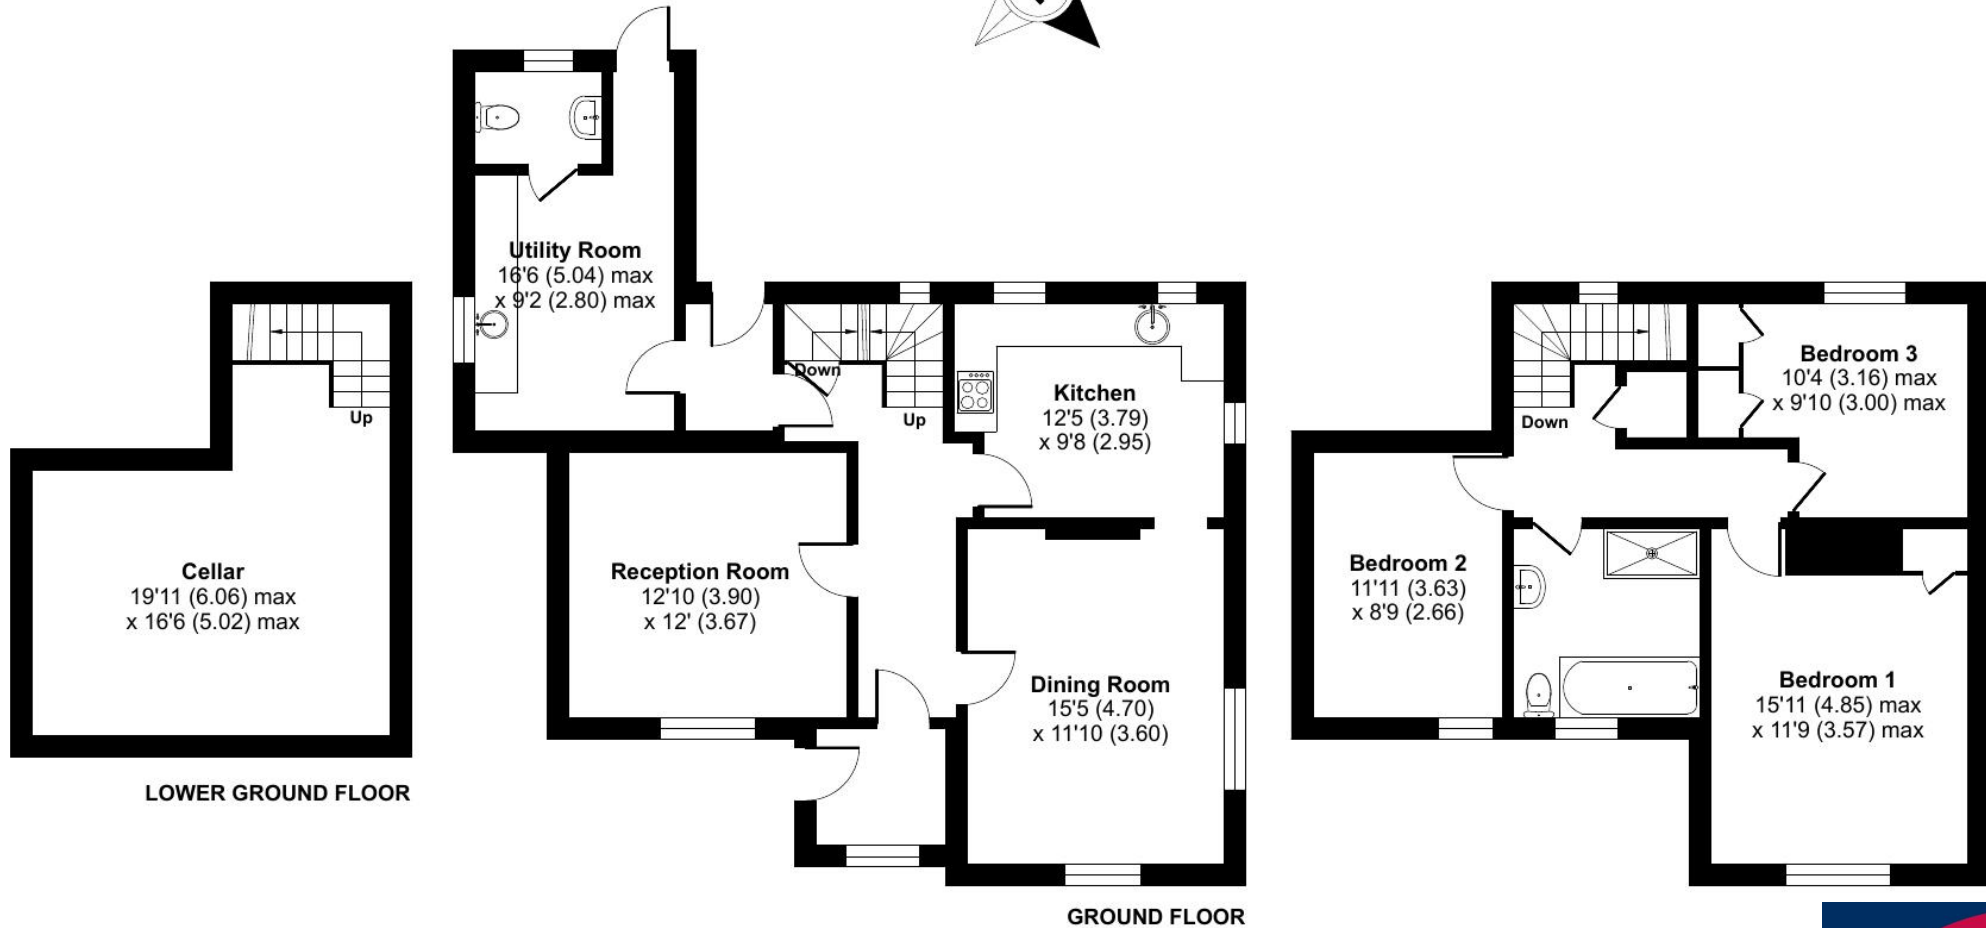 Utility Room
16'6 (5.04) max
x 9'2 (2.80) max
Down
Up
Kitchen
12'5 (3.79)
x 9'8 (2.95)
Bedroom 3
10'4 (3.16) max
x 9'10 (3.00) max
Down
Up
Cellar
19'11 (6.06) max
x 16'6 (5.02) max
Reception Room
12'10 (3.90)
x 12' (3.67)
Bedroom 2
11'11 (3.63)
x 8'9 (2.66)
Dining Room
15'5 (4.70)
x 11'10 (3.60)
Bedroom 1
15'11 (4.85) max
x 11'9 (3.57) max
LOWER GROUND FLOOR
GROUND FLOOR